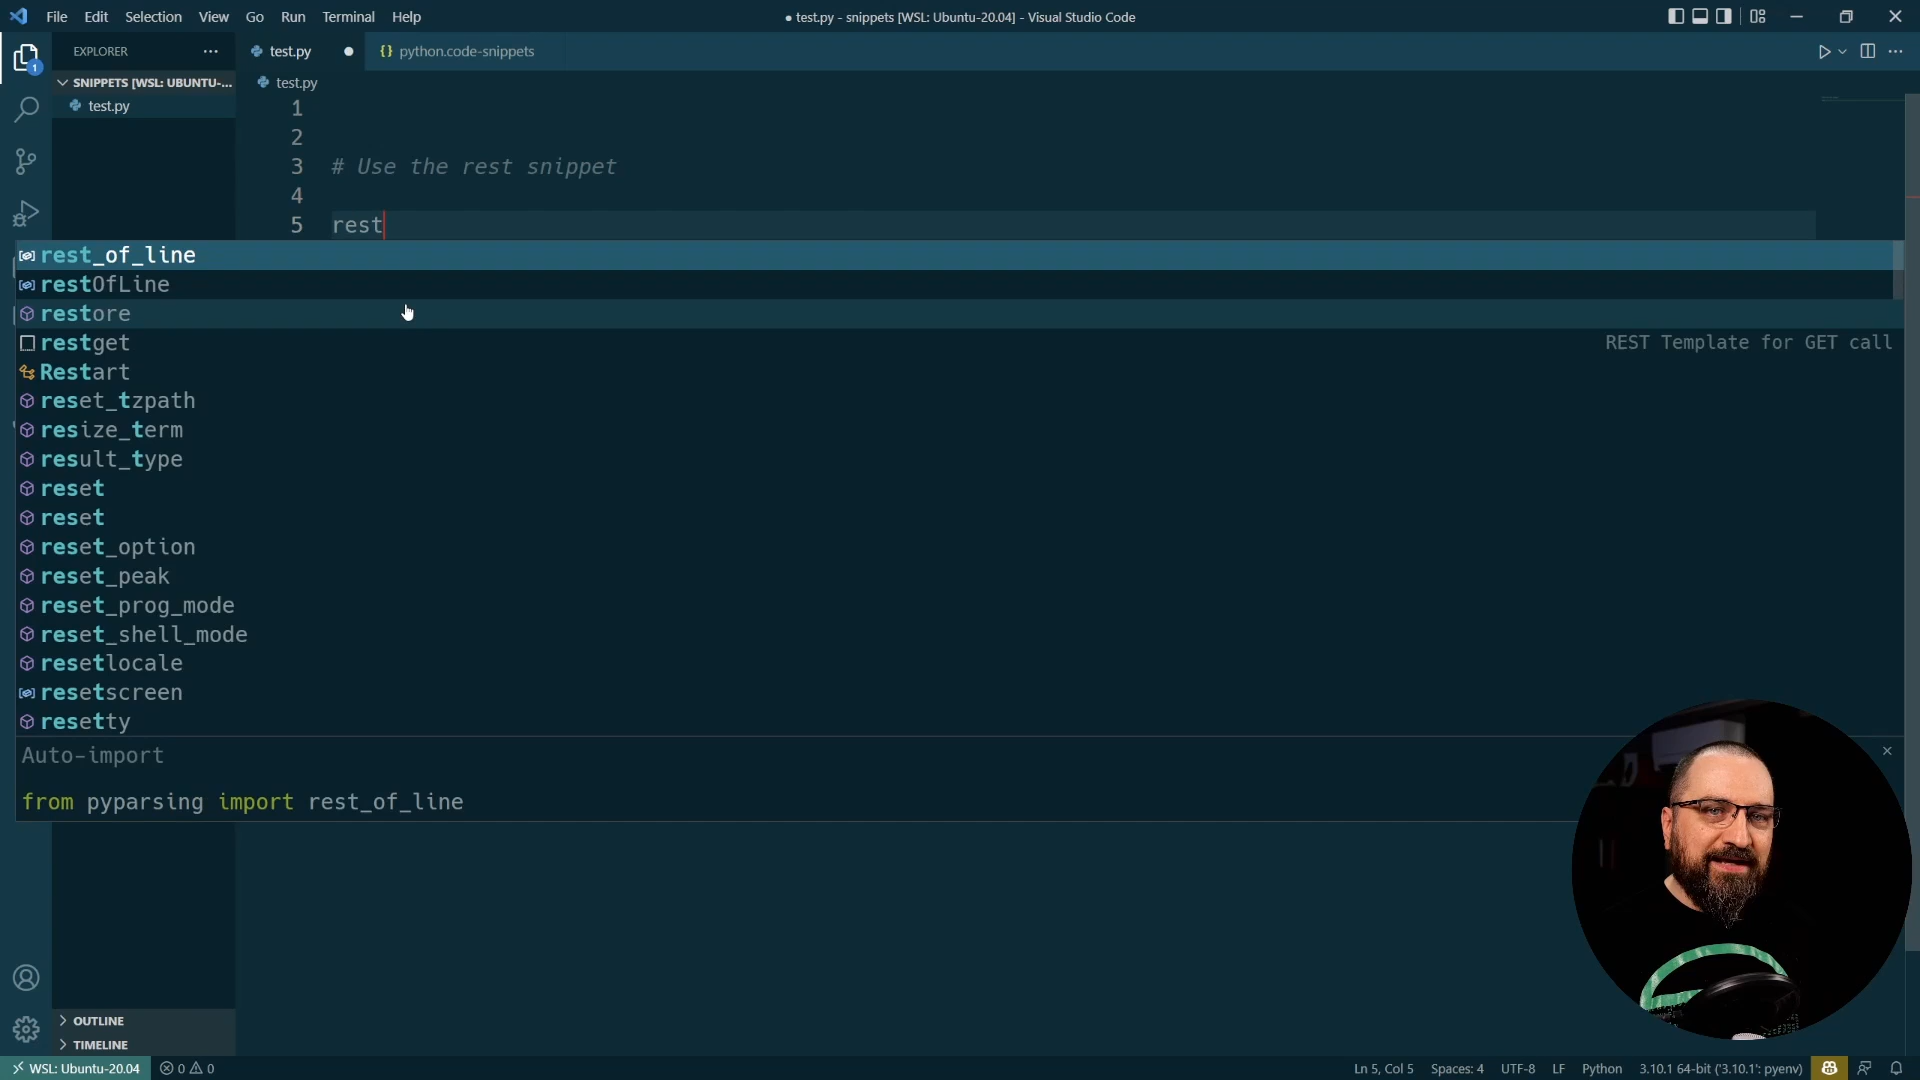 File Edit Selection View Go Run Terminal Help
● test.py - snippets [WSL: Ubuntu-20.04] - Visual Studio Code
EXPLORER
test.py
{} python.code-snippets
1
SNIPPETS [WSL: UBUNTU-...
test.py
test.py
1
2
3 # Use the rest snippet
4
5 rest
rest_of_line
restOfLine
restore
restget REST Template for GET call
Restart
reset_tzpath
resize_term
result_type
reset
reset
reset_option
reset_peak
reset_prog_mode
reset_shell_mode
resetlocale
resetscreen
resetty
Auto-import
from pyparsing import rest_of_line
OUTLINE
TIMELINE
WSL: Ubuntu-20.04 0 0 Ln 5, Col 5 Spaces: 4 UTF-8 LF Python 3.10.1 64-bit ('3.10.1': pyenv)